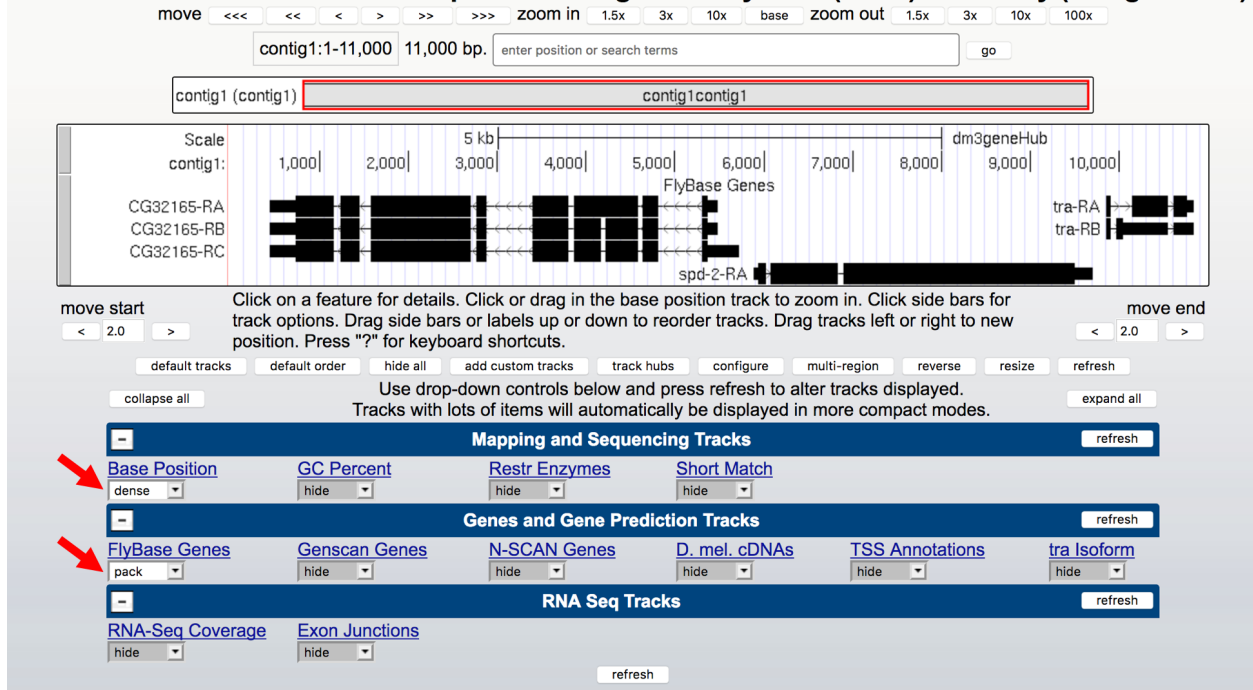 move <<< << < > >> >>> zoom in 1.5x 3x 10x base zoom out 1.5x 3x 10x 100x
contig1:1-11,000 11,000 bp. enter position or search terms go
contig1 (contig1) contig1contig1
Scale 5 kb dm3geneHub
contig1: 1,000 2,000 3,000 4,000 5,000 6,000 7,000 8,000 9,000 10,000
FlyBase Genes
CG32165-RA tra-RA
CG32165-RB tra-RB
CG32165-RC
spd-2-RA
move start Click on a feature for details. Click or drag in the base position track to zoom in. Click side bars for move end
< 2.0 > track options. Drag side bars or labels up or down to reorder tracks. Drag tracks left or right to new < 2.0 >
position. Press "?" for keyboard shortcuts.
default tracks default order hide all add custom tracks track hubs configure multi-region reverse resize refresh
collapse all Use drop-down controls below and press refresh to alter tracks displayed. expand all
Tracks with lots of items will automatically be displayed in more compact modes.
- Mapping and Sequencing Tracks refresh
Base Position GC Percent Restr Enzymes Short Match
dense hide hide hide
- Genes and Gene Prediction Tracks refresh
FlyBase Genes Genscan Genes N-SCAN Genes D. mel. cDNAs TSS Annotations tra Isoform
pack hide hide hide hide hide
- RNA Seq Tracks refresh
RNA-Seq Coverage Exon Junctions
hide hide
refresh